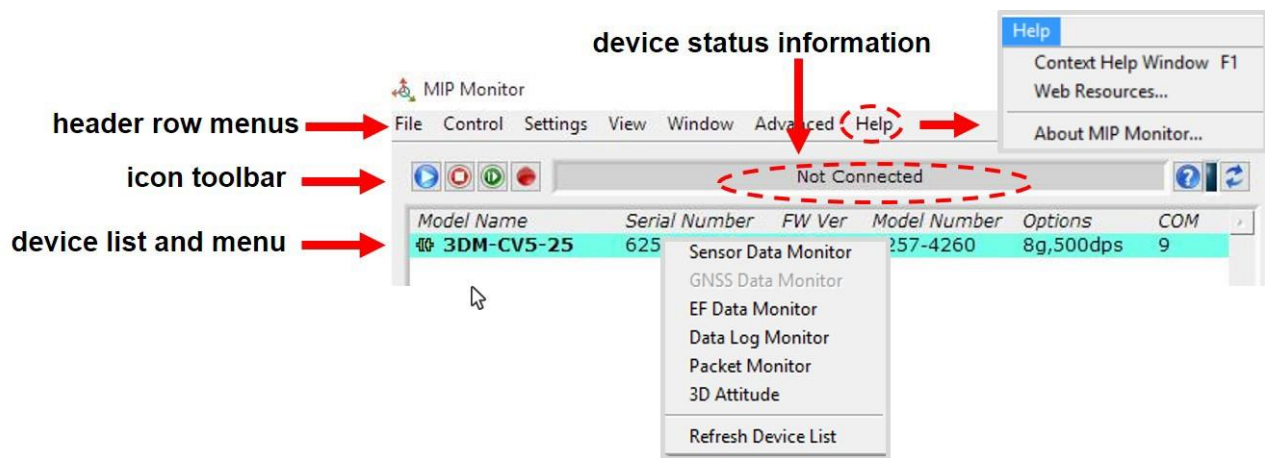 device status information
Help
Context Help Window F1
Web Resources...
About MIP Monitor...
MIP Monitor
header row menus
File Control Settings View Window Advanced Help
icon toolbar
Not Connected
Model Name Serial Number FW Ver Model Number Options COM
device list and menu
3DM-CV5-25 625 257-4260 8g,500dps 9
Sensor Data Monitor
GNSS Data Monitor
EF Data Monitor
Data Log Monitor
Packet Monitor
3D Attitude
Refresh Device List